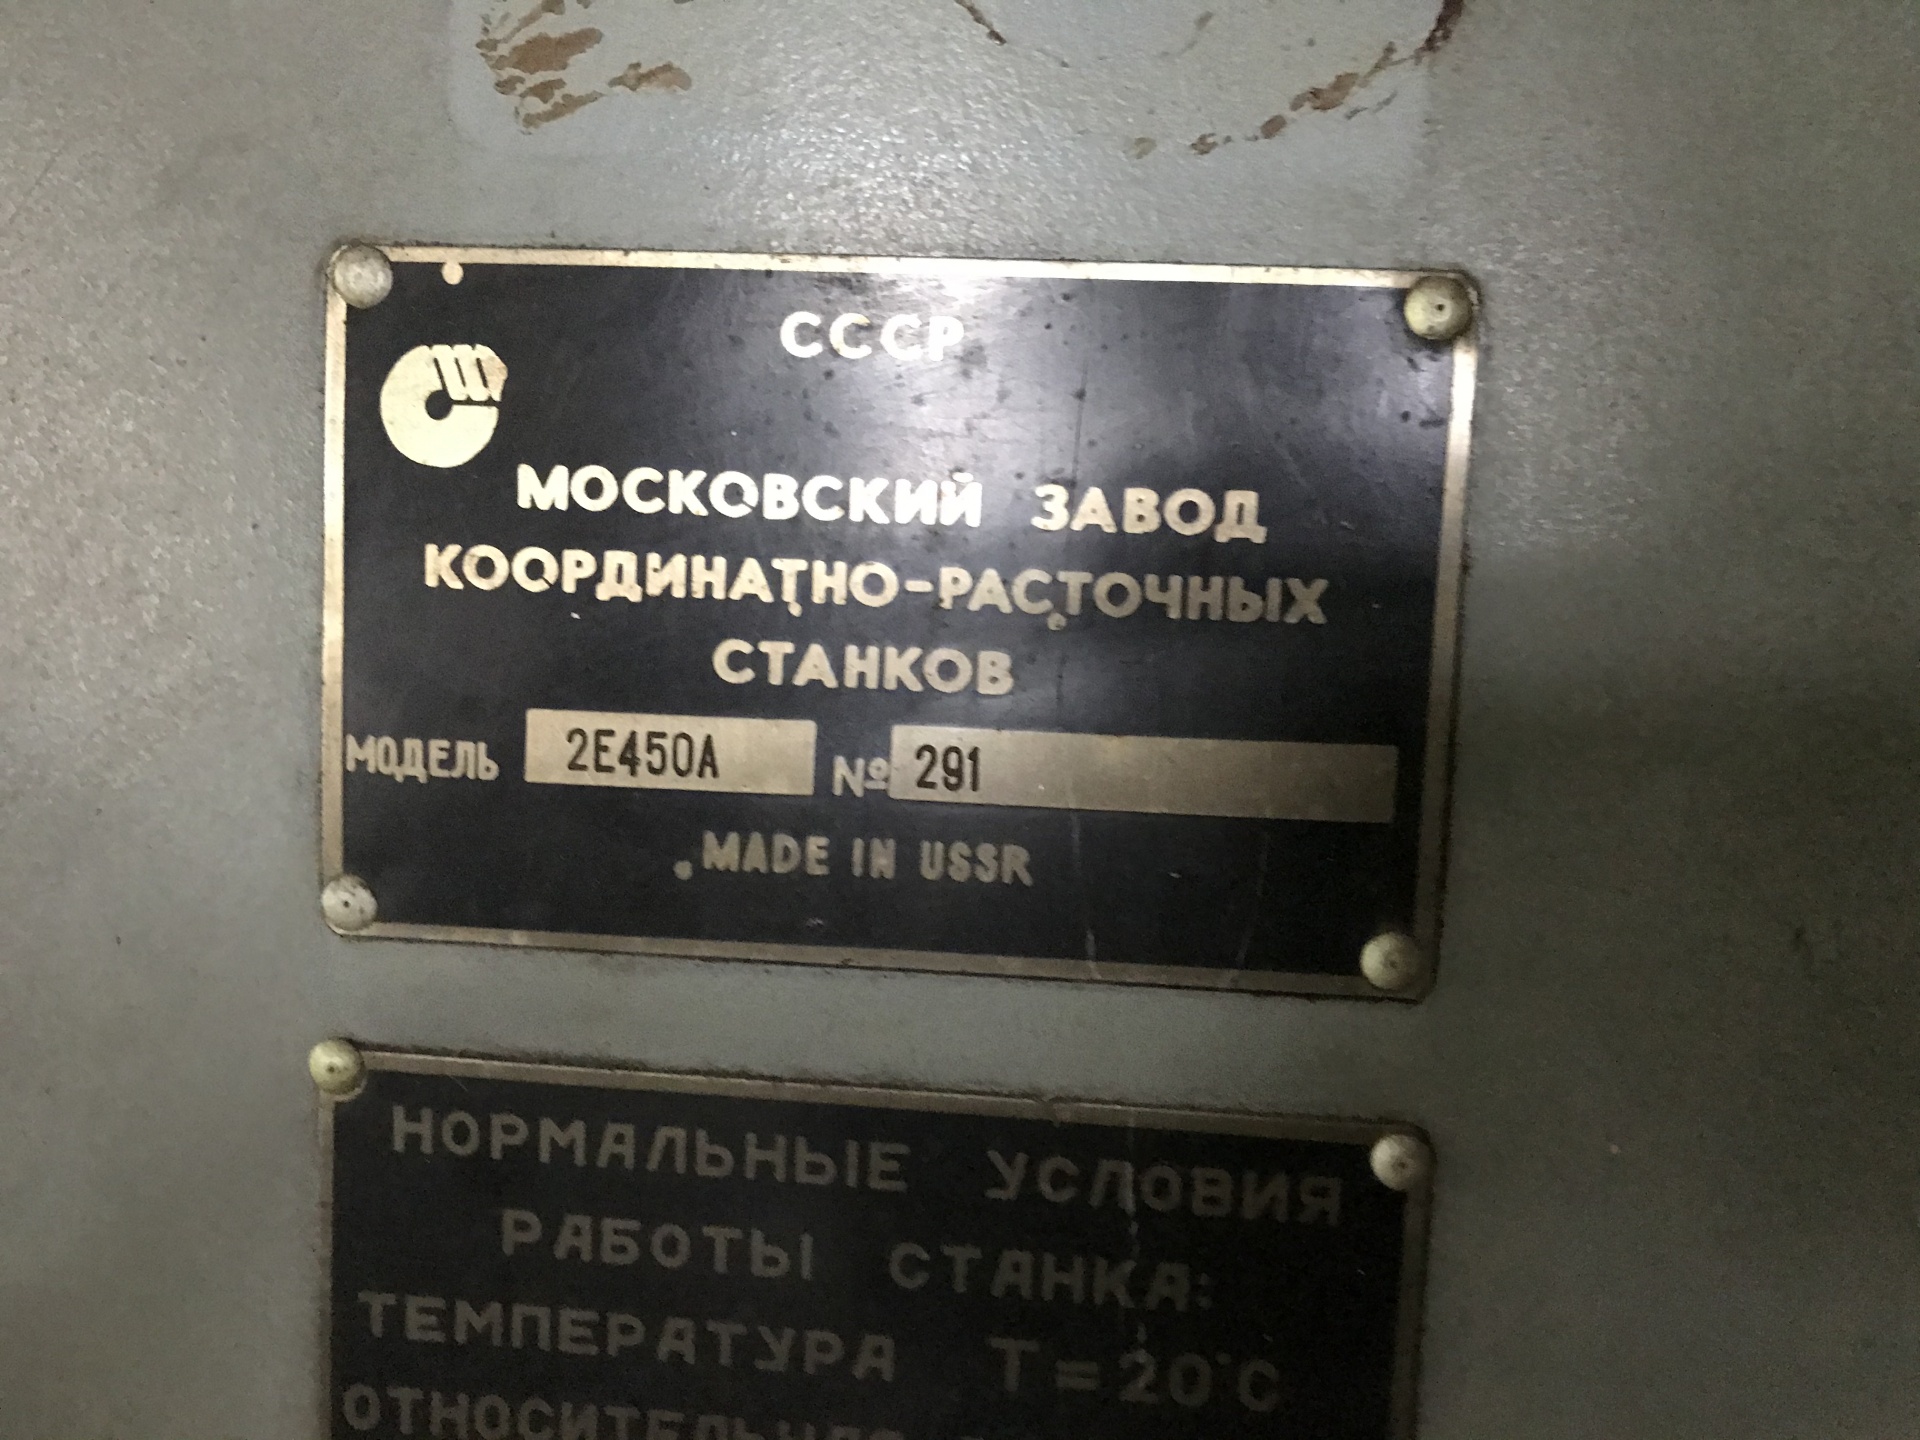 СССР
МОСКОВСКИЙ ЗАВОД
КООРДИНАТНО-РАСТОЧНЫХ
СТАНКОВ
МОДЕЛЬ 2Е450А № 291
MADE IN USSR
НОРМАЛЬНЫЕ УСЛОВИЯ
РАБОТЫ СТАНКА:
ТЕМПЕРАТУРА Т=20°С
ОТНОСИТЕЛЬНАЯ